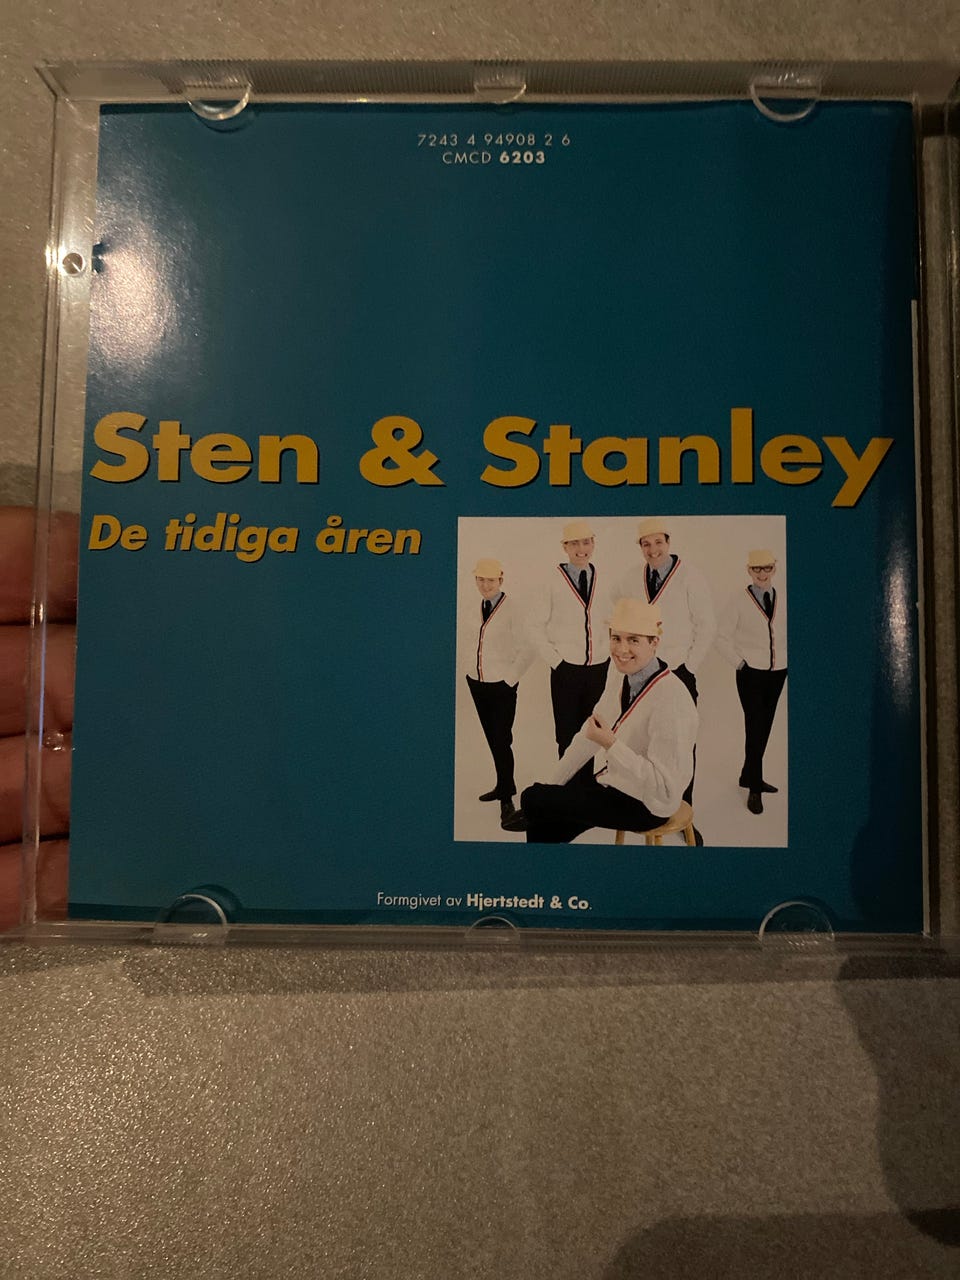 7243 4 94908 2 6
CMCD 6203
Sten & Stanley
De tidiga åren
Formgivet av Hjertstedt & Co.